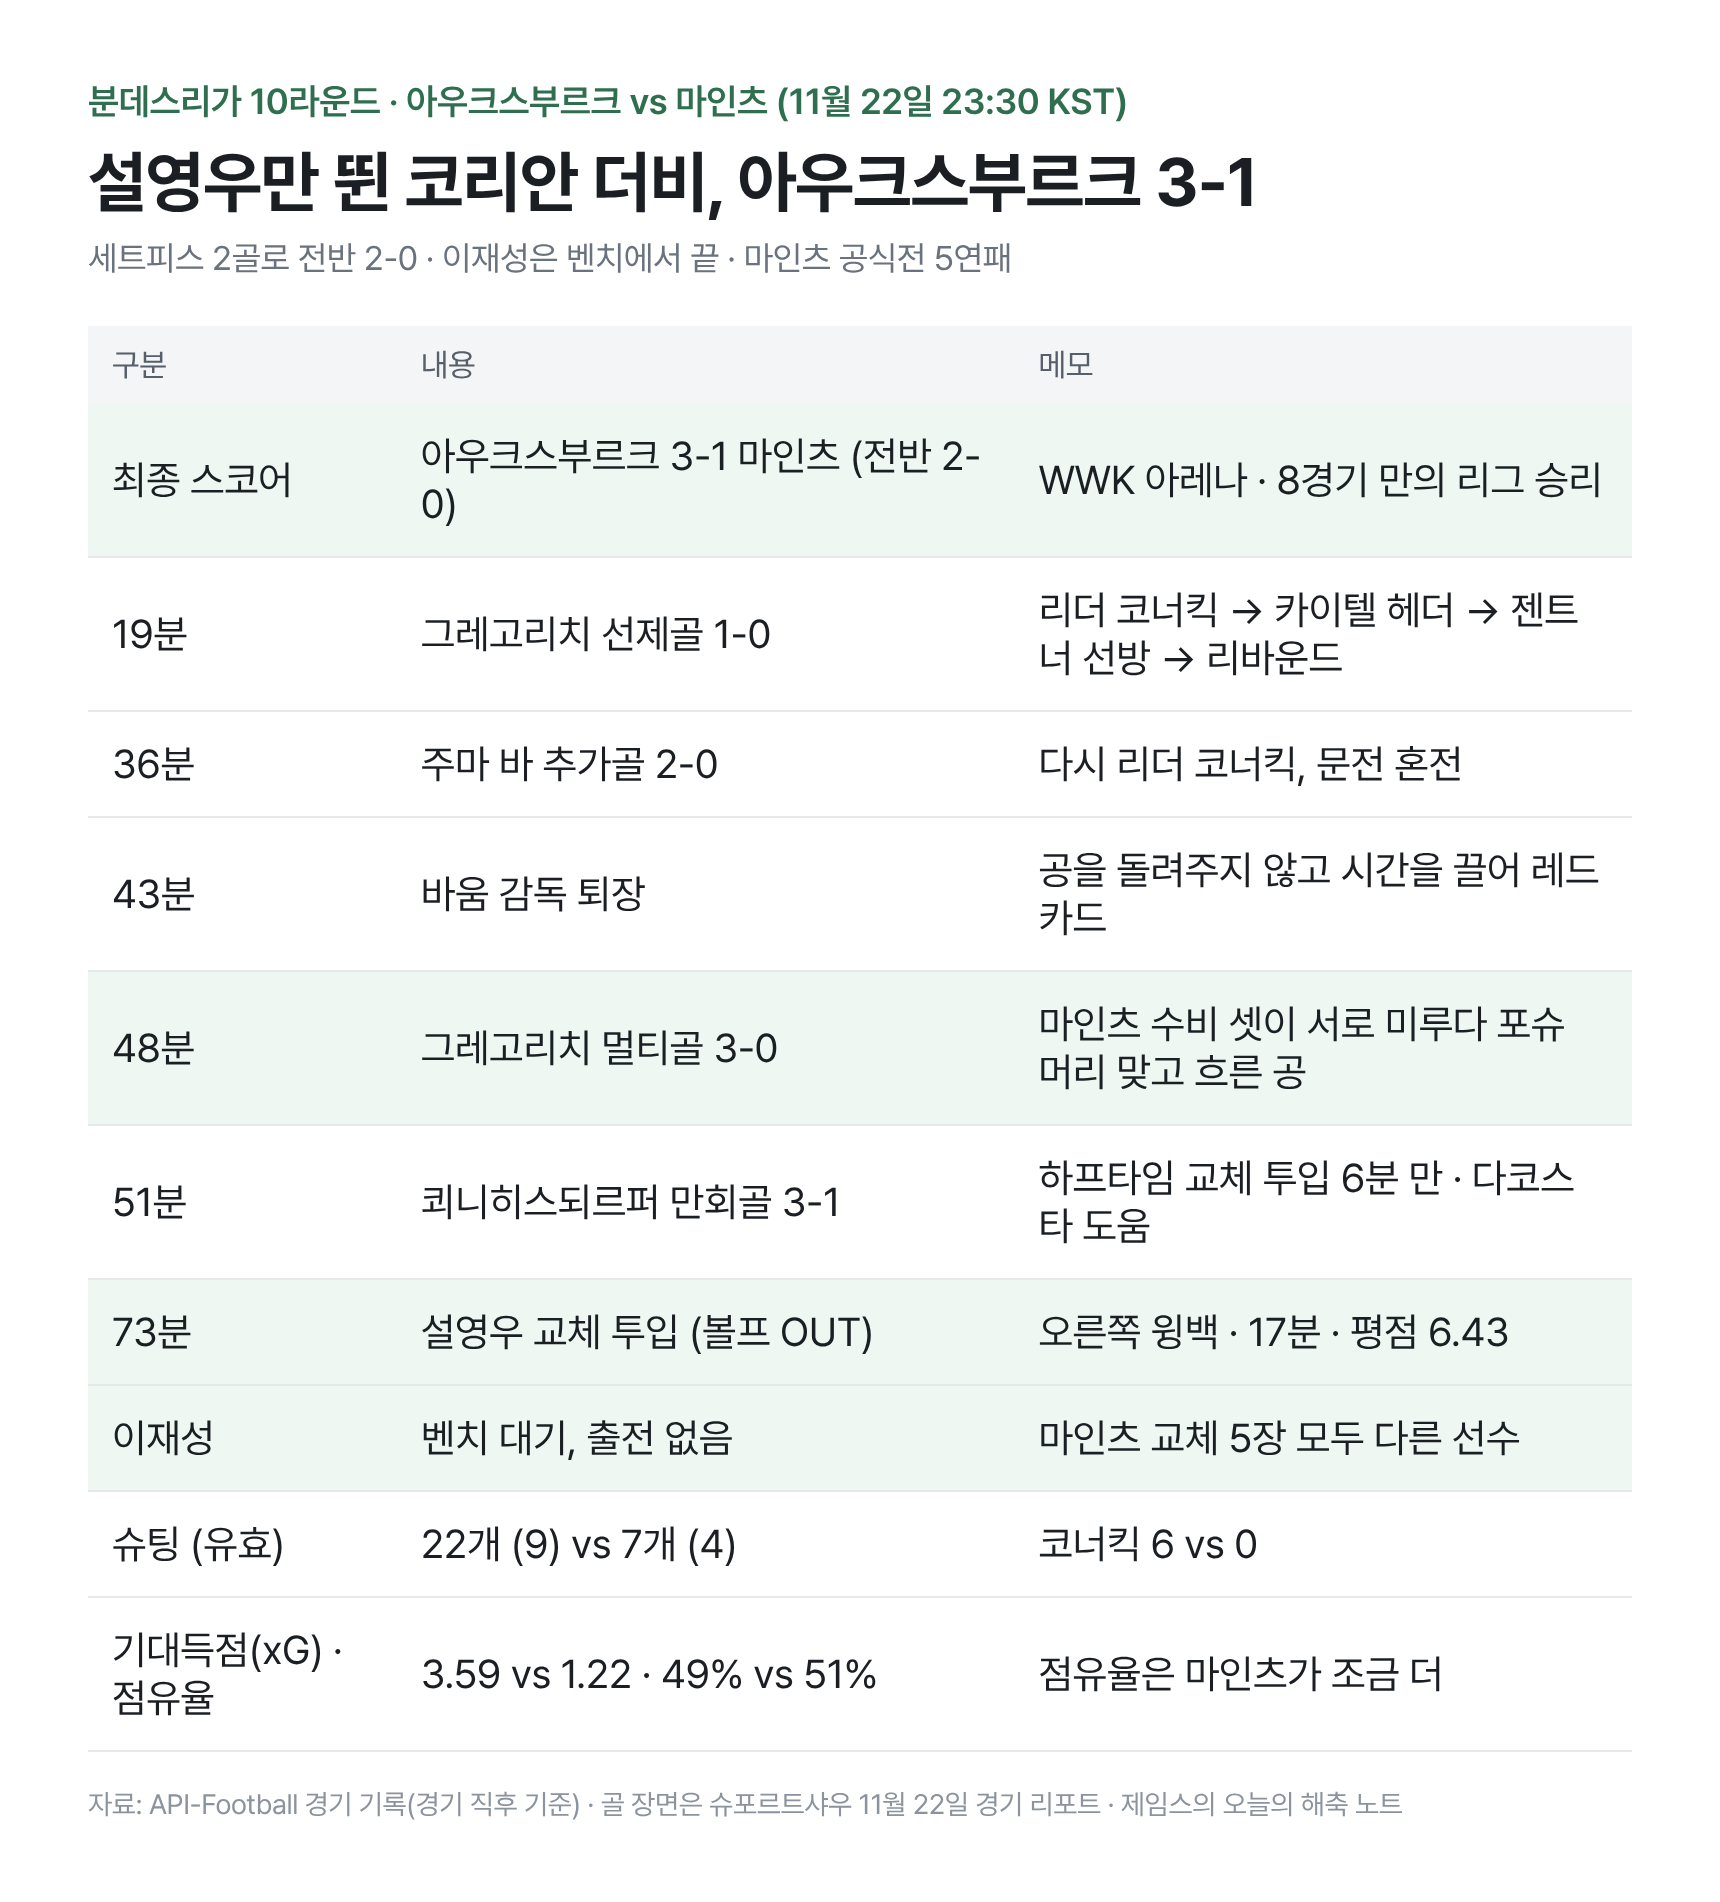 분데스리가 10라운드 · 아우크스부르크 vs 마인츠 (11월 22일 23:30 KST)
설영우만 뛴 코리안 더비, 아우크스부르크 3-1
세트피스 2골로 전반 2-0 · 이재성은 벤치에서 끝 · 마인츠 공식전 5연패
구분 내용 메모
최종 스코어 아우크스부르크 3-1 마인츠 (전반 2-
0) WWK 아레나 · 8경기 만의 리그 승리
19분 그레고리치 선제골 1-0 리더 코너킥 → 카이텔 헤더 → 젠트
너 선방 → 리바운드
36분 주마 바 추가골 2-0 다시 리더 코너킥, 문전 혼전
43분 바움 감독 퇴장 공을 돌려주지 않고 시간을 끌어 레드
카드
48분 그레고리치 멀티골 3-0 마인츠 수비 셋이 서로 미루다 포슈
머리 맞고 흐른 공
51분 쾨니히스되르퍼 만회골 3-1 하프타임 교체 투입 6분 만 · 다코스
타 도움
73분 설영우 교체 투입 (볼프 OUT) 오른쪽 윙백 · 17분 · 평점 6.43
이재성 벤치 대기, 출전 없음 마인츠 교체 5장 모두 다른 선수
슈팅 (유효) 22개 (9) vs 7개 (4) 코너킥 6 vs 0
기대득점(xG) ·
점유율 3.59 vs 1.22 · 49% vs 51% 점유율은 마인츠가 조금 더
자료: API-Football 경기 기록(경기 직후 기준) · 골 장면은 슈포르트샤우 11월 22일 경기 리포트 · 제임스의 오늘의 해축 노트